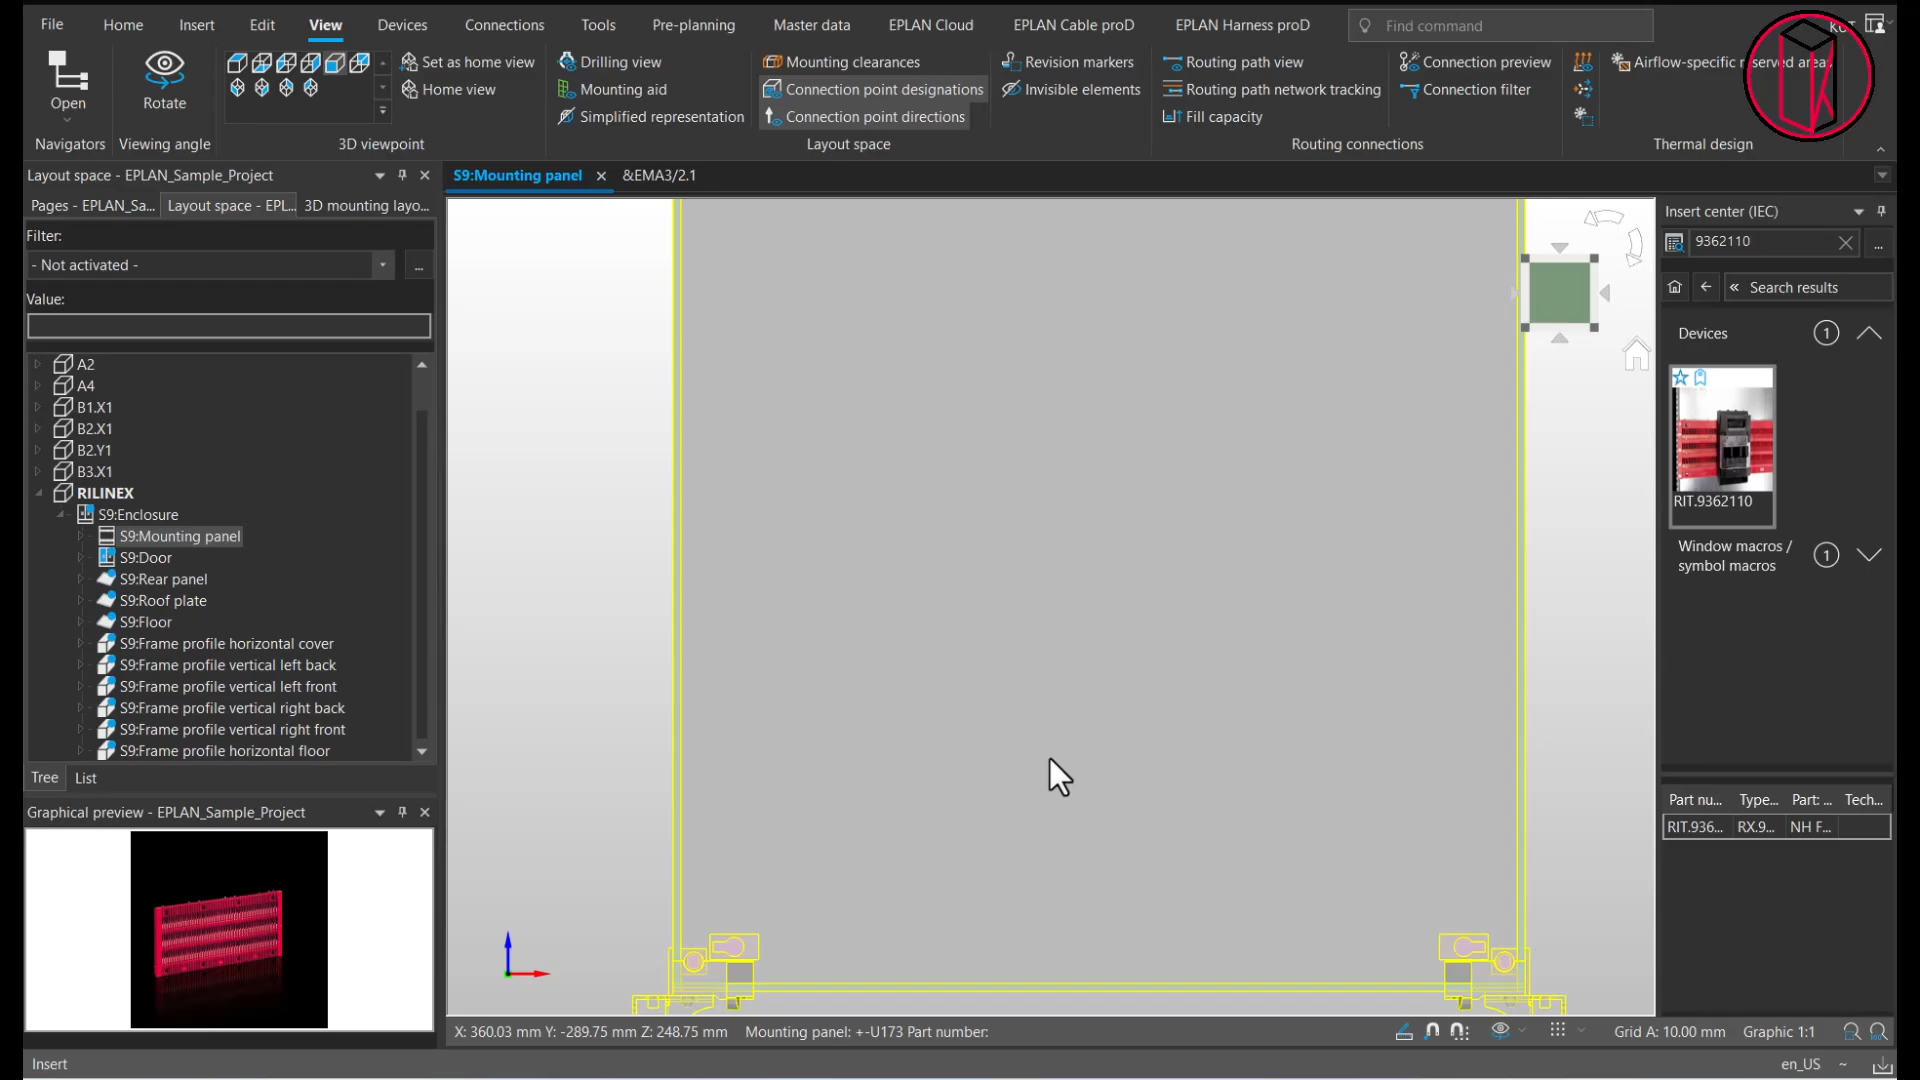 File Home Insert Edit View Devices Connections Tools Pre-planning Master data EPLAN Cloud EPLAN Cable proD EPLAN Harness proD Find command
Open
Navigators
Rotate
Viewing angle
Set as home view
Home view
3D viewpoint
Drilling view
Mounting aid
Simplified representation
Mounting clearances
Connection point designations
Connection point directions
Revision markers
Invisible elements
Layout space
Routing path view
Routing path network tracking
Fill capacity
Connection preview
Connection filter
Routing connections
Airflow-specific reserved areas
Thermal design
Layout space - EPLAN_Sample_Project
Pages - EPLAN_Sa... Layout space - EPL... 3D mounting layo...
Filter:
- Not activated -
...
Value:
A2
A4
B1.X1
B2.X1
B2.Y1
B3.X1
RILINEX
S9:Enclosure
S9:Mounting panel
S9:Door
S9:Rear panel
S9:Roof plate
S9:Floor
S9:Frame profile horizontal cover
S9:Frame profile vertical left back
S9:Frame profile vertical left front
S9:Frame profile vertical right back
S9:Frame profile vertical right front
S9:Frame profile horizontal floor
Tree List
Graphical preview - EPLAN_Sample_Project
S9:Mounting panel &EMA3/2.1
X: 360.03 mm Y: -289.75 mm Z: 248.75 mm Mounting panel: +-U173 Part number:
Grid A: 10.00 mm Graphic 1:1
Insert center (IEC)
9362110
...
« Search results
Devices 1
RIT.9362110
Window macros /
symbol macros
1
Part nu... Type... Part: ... Tech...
RIT.936... RX.9... NH F...
Insert
en_US ~